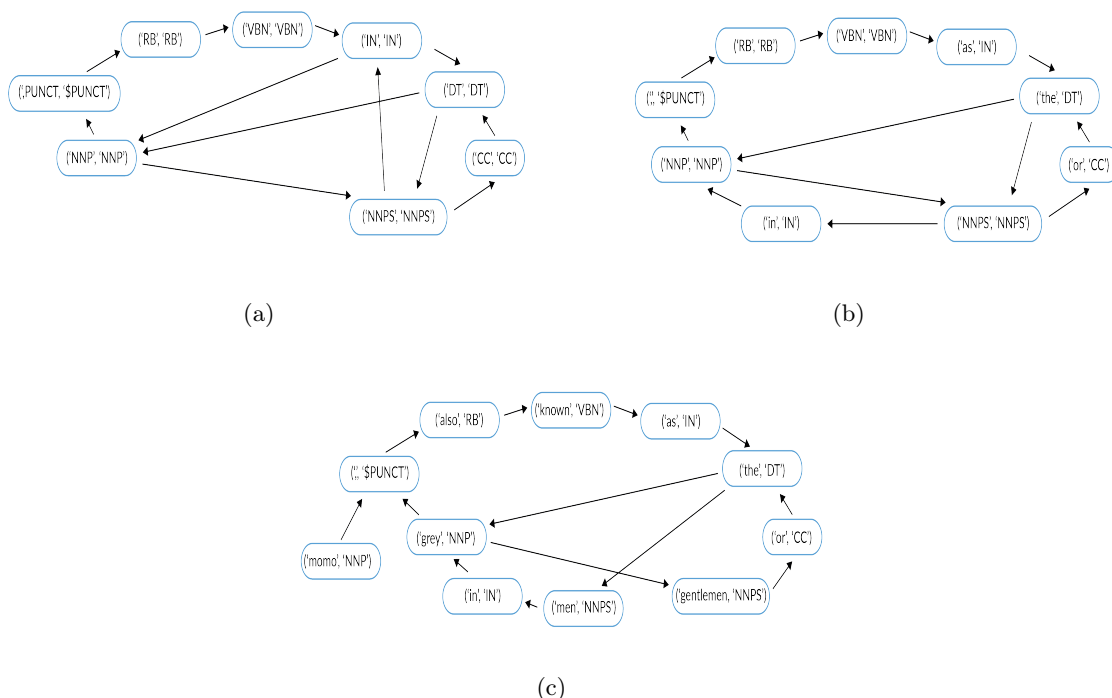 ('RB', 'RB')
('VBN', 'VBN')
('IN', 'IN')
(',PUNCT, '$PUNCT')
('DT', 'DT')
('NNP', 'NNP')
('CC', 'CC')
('NNPS', 'NNPS')
(a)
('RB', 'RB')
('VBN', 'VBN')
('as', 'IN')
(',', '$PUNCT')
('the', 'DT')
('NNP', 'NNP')
('or', 'CC')
('in', 'IN')
('NNPS', 'NNPS')
(b)
('also', 'RB')
('known', 'VBN')
('as', 'IN')
(',', '$PUNCT')
('the', 'DT')
('grey', 'NNP')
('or', 'CC')
('momo', 'NNP')
('in', 'IN')
('men', 'NNPS')
('gentlemen, 'NNPS')
(c)